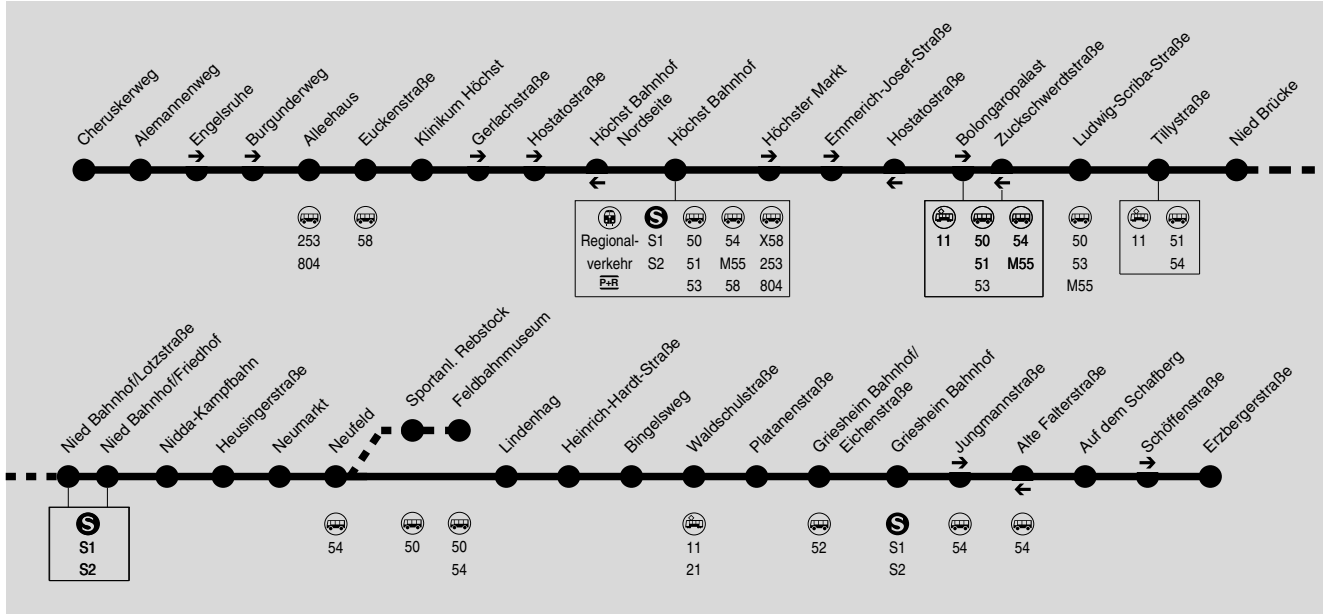 Cheruskerweg
Alemannenweg
Engelsruhe
Burgunderweg
Alleehaus
Euckenstraße
Klinikum Höchst
Gerlachstraße
Hostatostraße
Höchst Bahnhof
Nordseite
Höchst Bahnhof
Höchster Markt
Emmerich-Josef-Straße
Hostatostraße
Bolongaropalast
Zuckschwerdtstraße
Ludwig-Scriba-Straße
Tillystraße
Nied Brücke
253
804
58
S
Regional-
verkehr
P+R
S1
S2
50
51
53
54
M55
58
X58
253
804
11
50
51
53
54
M55
50
53
M55
11
51
54
Nied Bahnhof/Lotzstraße
Nied Bahnhof/Friedhof
Nidda-Kampfbahn
Heusingerstraße
Neumarkt
Neufeld
Sportanl. Rebstock
Feldbahnmuseum
Lindenhag
Heinrich-Hardt-Straße
Bingelsweg
Waldschulstraße
Platanenstraße
Griesheim Bahnhof/
Eichenstraße
Griesheim Bahnhof
Jungmannstraße
Alte Falterstraße
Auf dem Schafberg
Schöffenstraße
Erzbergerstraße
S
S1
S2
54
50
50
54
11
21
52
S
S1
S2
54
54